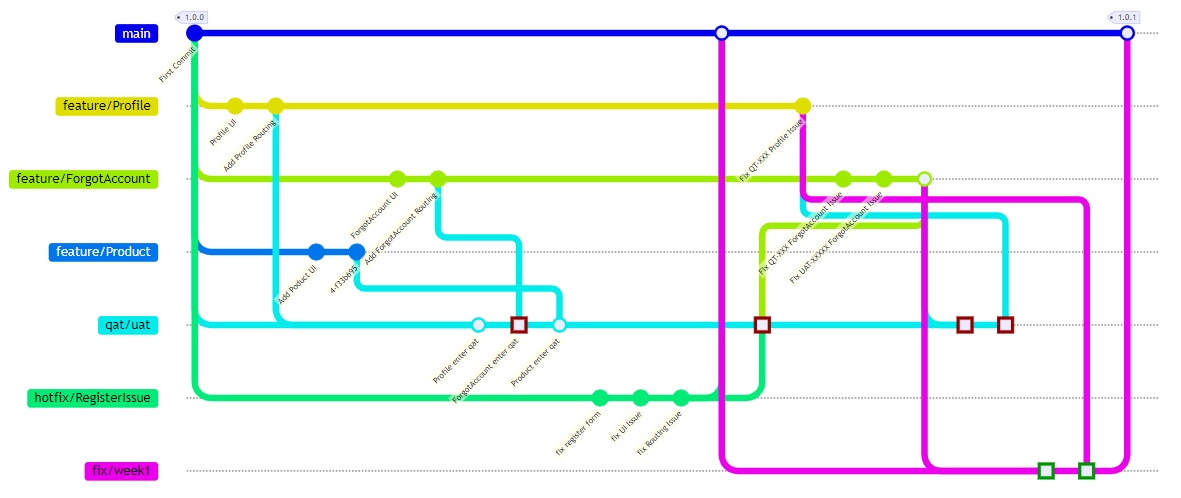 1.0.0
1.0.1
main
First Commit
feature/Profile
Profile UI
Add Profile Routing
Fix QT-XXX Profile Issue
feature/ForgotAccount
ForgotAccount UI
Add ForgotAccount Routing
Fix QT-XXX ForgotAccount Issue
Fix UAT-XXXXX ForgotAccount Issue
feature/Product
Add Poduct UI
4-f33b695
qat/uat
Profile enter qat
ForgotAccount enter qat
Product enter qat
hotfix/RegisterIssue
fix register form
fix UI Issue
fix Routing Issue
fix/week1